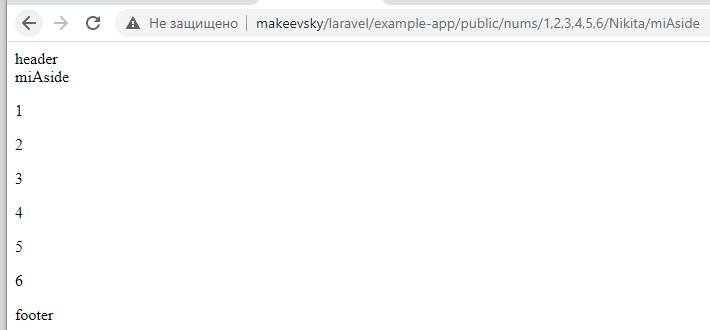 Не защищено makeevsky/laravel/example-app/public/nums/1,2,3,4,5,6/Nikita/miAside
header
miAside
1
2
3
4
5
6
footer